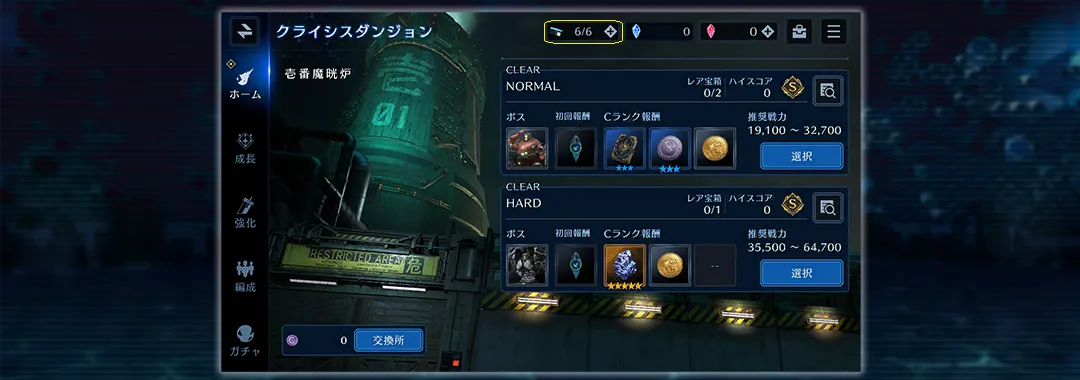 クライシスダンジョン
6/6
0
0
壱番魔晄炉
壱
01
ホーム
成長
強化
編成
ガチャ
CLEAR
NORMAL
レア宝箱
0/2
ハイスコア
0
S
ボス
初回報酬
Cランク報酬
推奨戦力
19,100 ～ 32,700
選択
CLEAR
HARD
レア宝箱
0/1
ハイスコア
0
S
ボス
初回報酬
Cランク報酬
推奨戦力
35,500 ～ 64,700
--
選択
RESTRICTED AREA
危
C
0
交換所